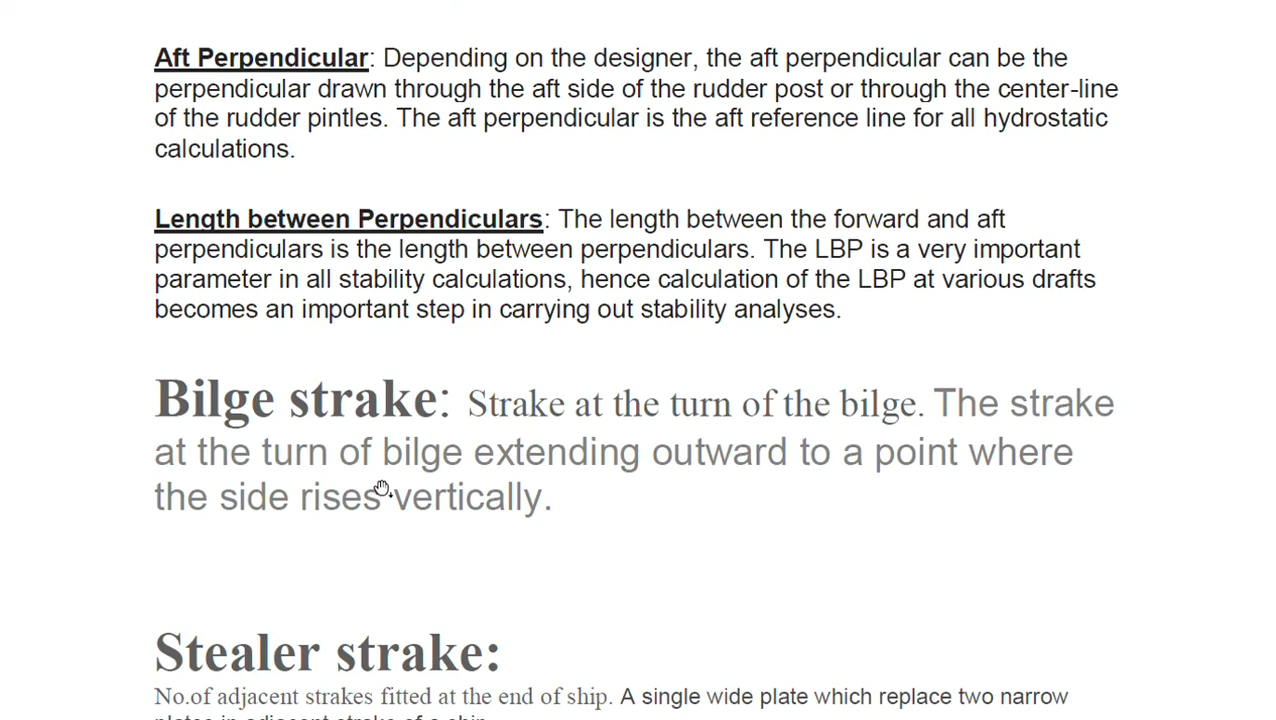 Aft Perpendicular: Depending on the designer, the aft perpendicular can be the
perpendicular drawn through the aft side of the rudder post or through the center-line
of the rudder pintles. The aft perpendicular is the aft reference line for all hydrostatic
calculations.
Length between Perpendiculars: The length between the forward and aft
perpendiculars is the length between perpendiculars. The LBP is a very important
parameter in all stability calculations, hence calculation of the LBP at various drafts
becomes an important step in carrying out stability analyses.
Bilge strake: Strake at the turn of the bilge. The strake
at the turn of bilge extending outward to a point where
the side rises vertically.
Stealer strake:
No.of adjacent strakes fitted at the end of ship. A single wide plate which replace two narrow
plates in adjacent strake of a ship